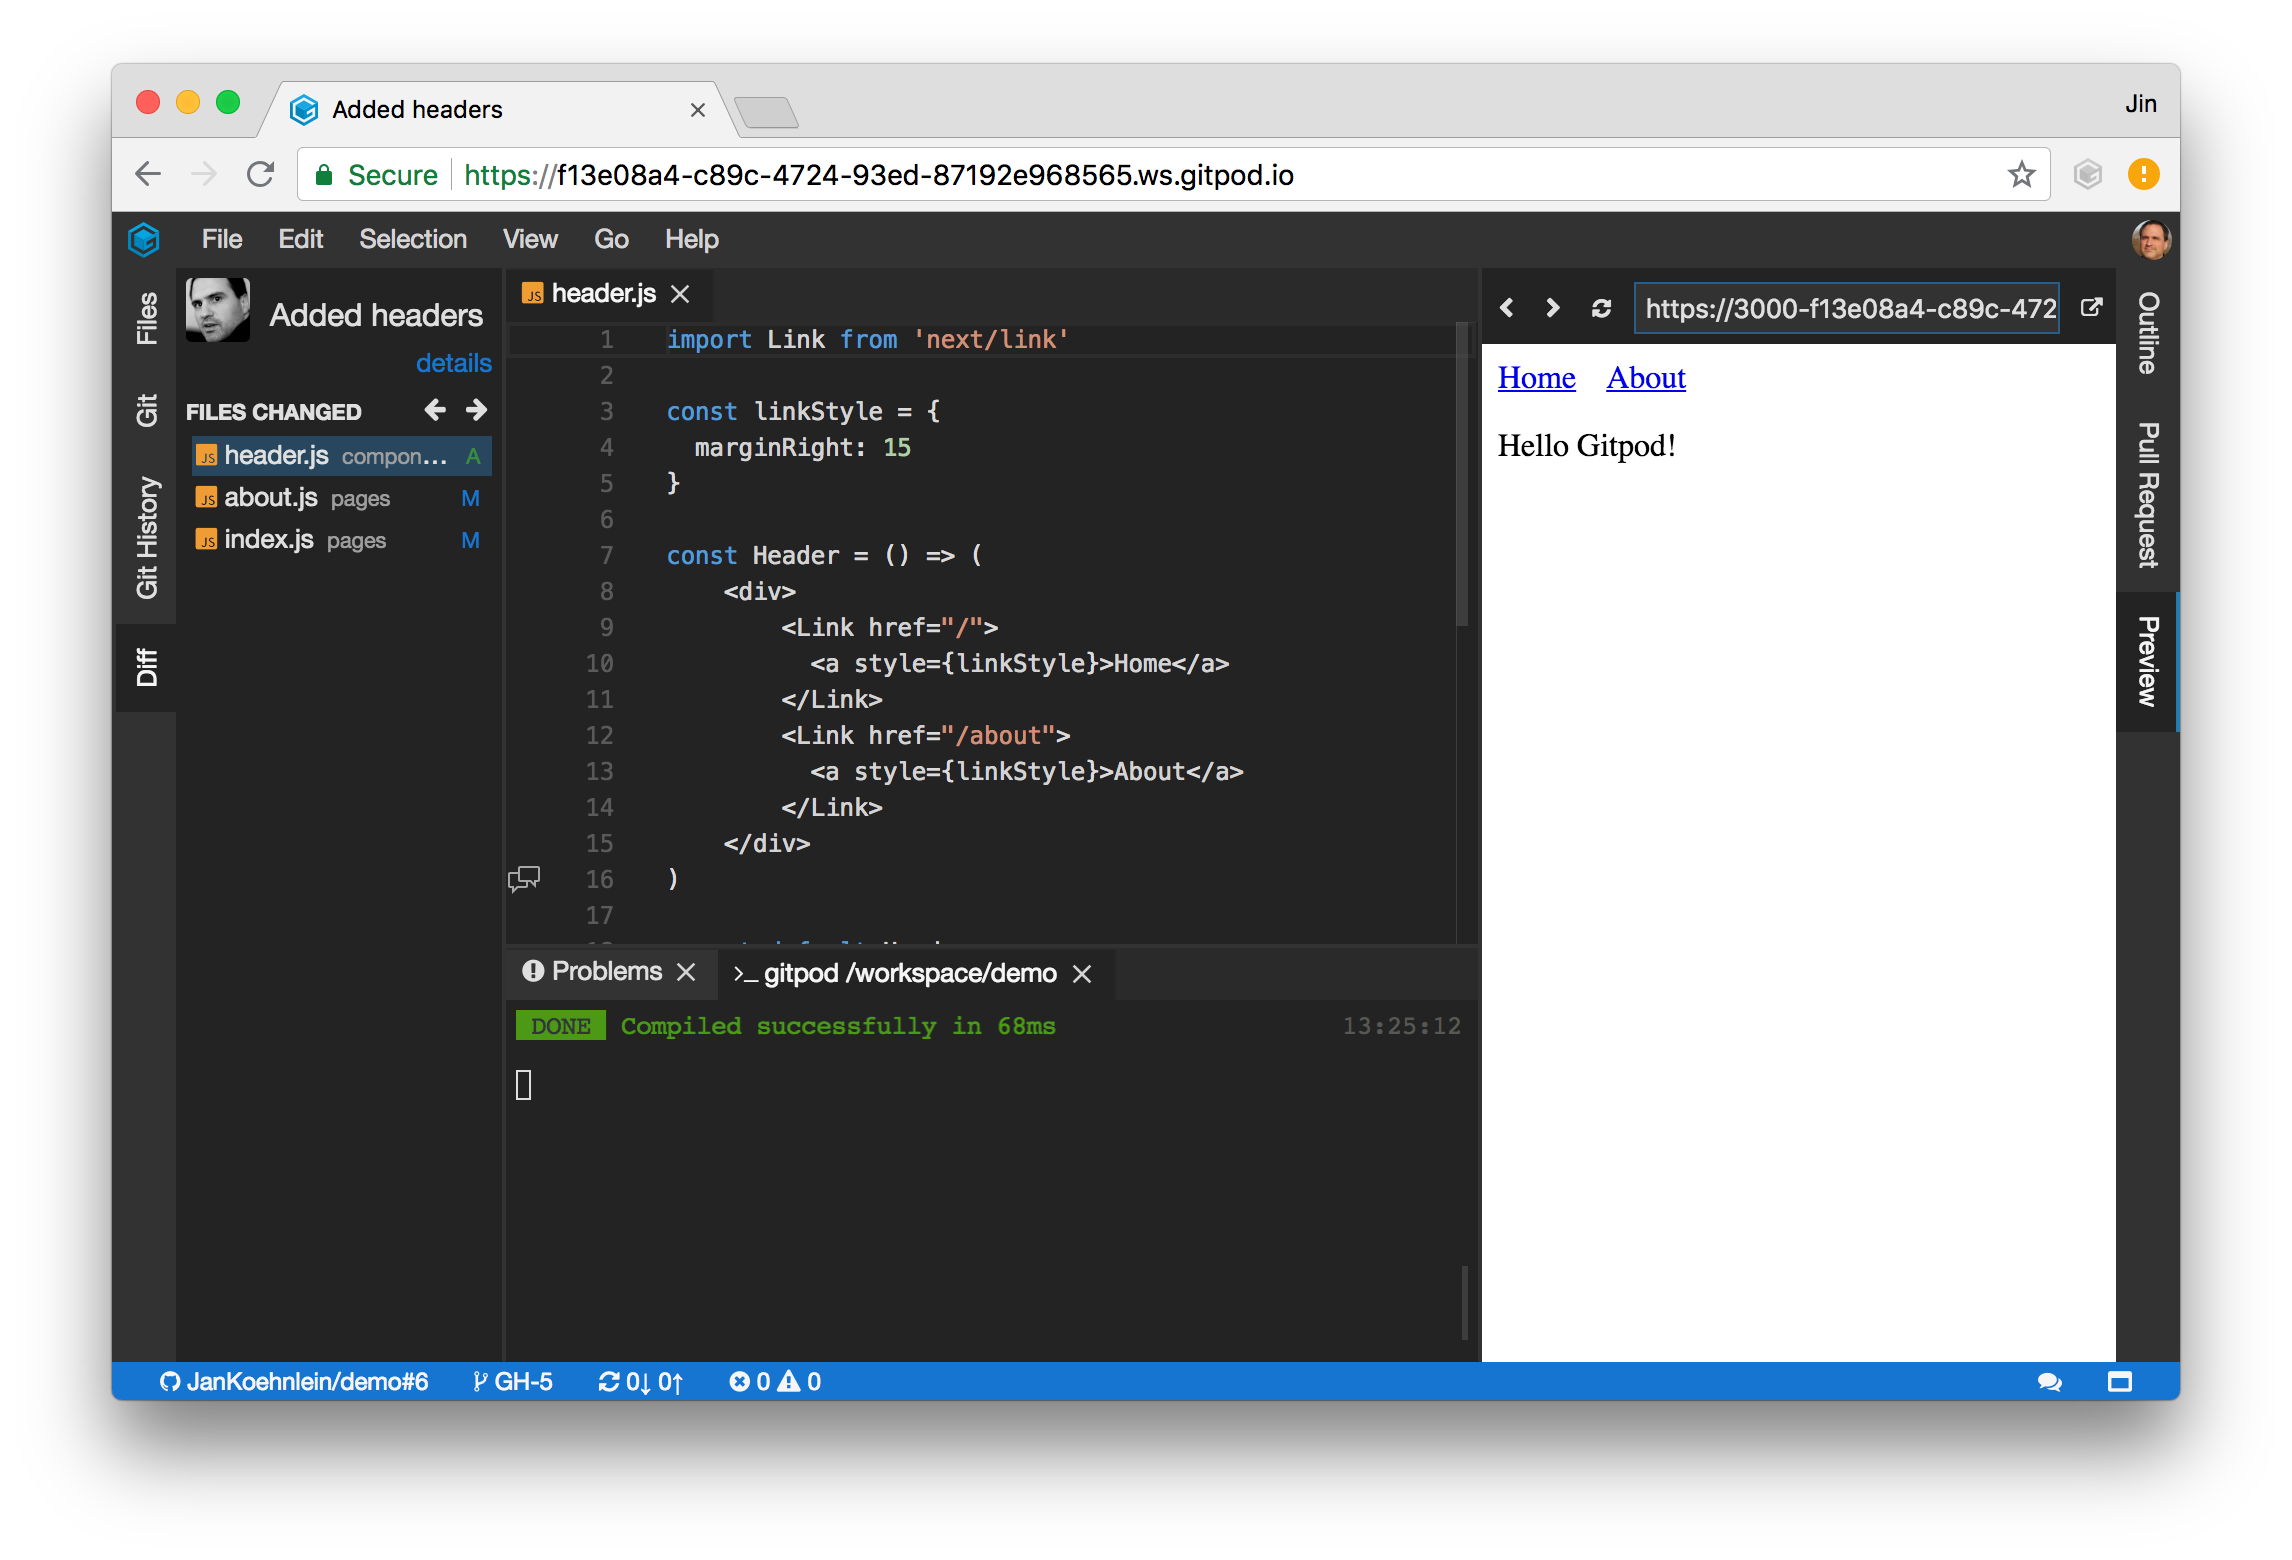 Added headers
Jin
Secure https://f13e08a4-c89c-4724-93ed-87192e968565.ws.gitpod.io
File Edit Selection View Go Help
Files
Git
Git History
Diff
Added headers
details
FILES CHANGED
header.js compon... A
about.js pages M
index.js pages M
JS header.js
1 import Link from 'next/link'
2
3 const linkStyle = {
4 marginRight: 15
5 }
6
7 const Header = () => (
8 <div>
9 <Link href="/">
10 <a style={linkStyle}>Home</a>
11 </Link>
12 <Link href="/about">
13 <a style={linkStyle}>About</a>
14 </Link>
15 </div>
16 )
17
Problems
>_ gitpod /workspace/demo
DONE Compiled successfully in 68ms 13:25:12
https://3000-f13e08a4-c89c-472
Home About
Hello Gitpod!
Outline
Pull Request
Preview
JanKoehnlein/demo#6 GH-5 0↓ 0↑ 0 0